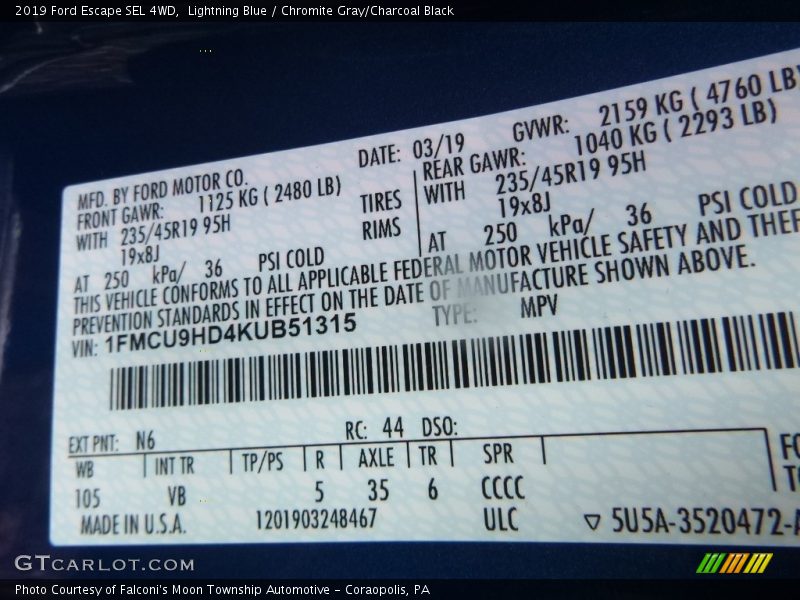 2019 Ford Escape SEL 4WD,  Lightning Blue / Chromite Gray/Charcoal Black
MFD. BY FORD MOTOR CO.
DATE: 03/19
GVWR: 2159 KG ( 4760 LB)
FRONT GAWR: 1125 KG ( 2480 LB)
REAR GAWR: 1040 KG ( 2293 LB)
WITH 235/45R19 95H
TIRES
WITH 235/45R19 95H
19x8J
RIMS
19x8J
AT 250 kPa/ 36 PSI COLD
AT 250 kPa/ 36 PSI COLD
THIS VEHICLE CONFORMS TO ALL APPLICABLE FEDERAL MOTOR VEHICLE SAFETY AND THEF
PREVENTION STANDARDS IN EFFECT ON THE DATE OF MANUFACTURE SHOWN ABOVE.
VIN: 1FMCU9HD4KUB51315
TYPE: MPV
EXT PNT: N6
RC: 44 DSO:
WB INT TR TP/PS R AXLE TR SPR
105 VB 5 35 6 CCCC
MADE IN U.S.A. 1201903248467 ULC ▽ 5U5A-3520472-A
GTCARLOT.COM
Photo Courtesy of Falconi's Moon Township Automotive - Coraopolis, PA